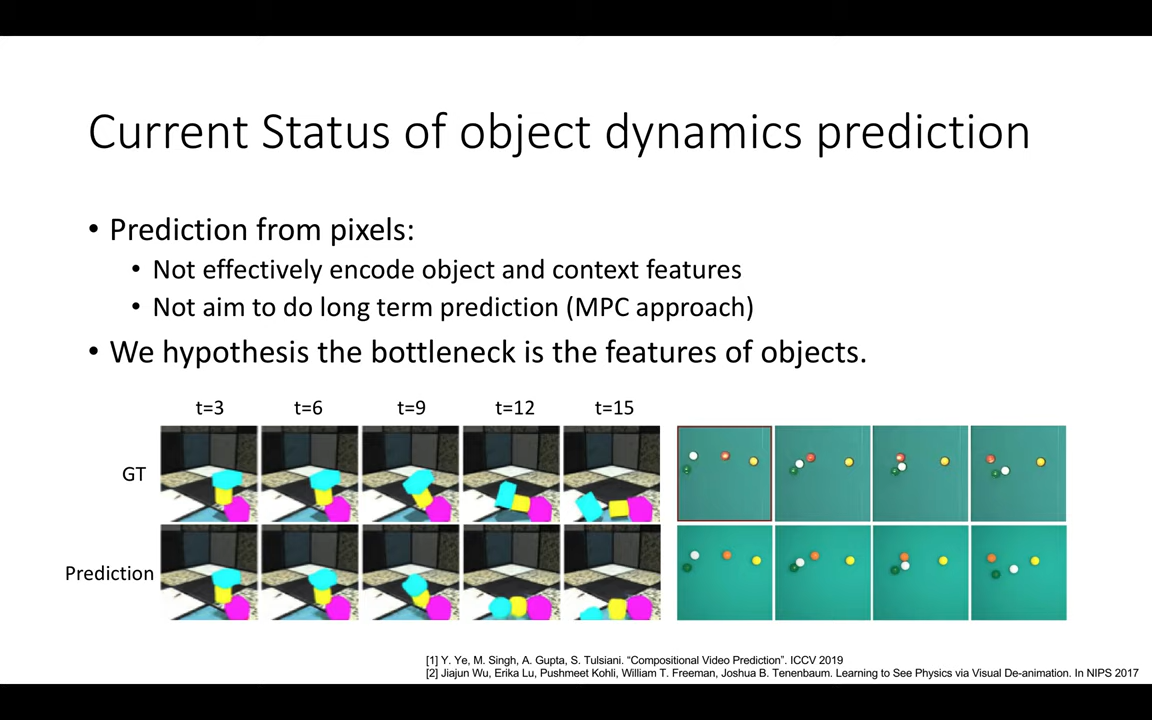 Current Status of object dynamics prediction
• Prediction from pixels:
• Not effectively encode object and context features
• Not aim to do long term prediction (MPC approach)
• We hypothesis the bottleneck is the features of objects.
t=3 t=6 t=9 t=12 t=15
GT
Prediction
[1] Y. Ye, M. Singh, A. Gupta, S. Tulsiani. “Compositional Video Prediction”. ICCV 2019
[2] Jiajun Wu, Erika Lu, Pushmeet Kohli, William T. Freeman, Joshua B. Tenenbaum. Learning to See Physics via Visual De-animation. In NIPS 2017